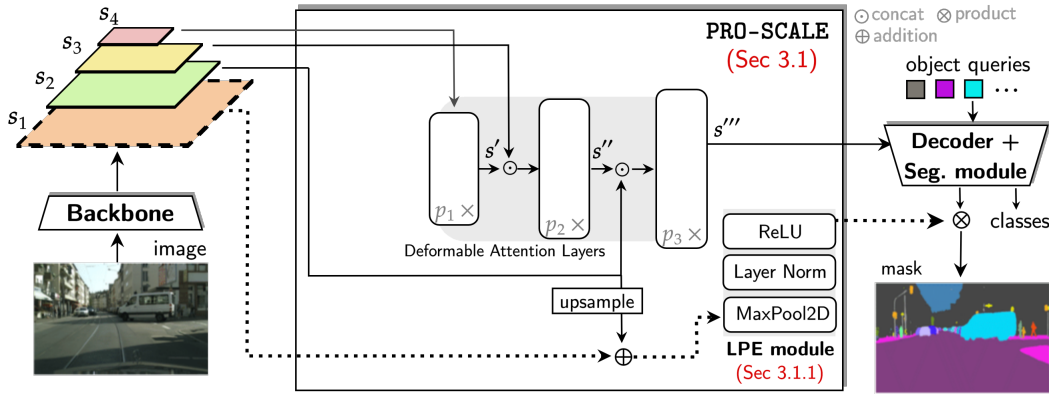 s₄
s₃
s₂
s₁
Backbone
image
PRO-SCALE
(Sec 3.1)
⊙ concat ⊗ product
⊕ addition
object queries
...
s′
⊙
s″
⊙
s‴
p₁ ×
p₂ ×
p₃ ×
Deformable Attention Layers
Decoder +
Seg. module
⊗
classes
ReLU
Layer Norm
MaxPool2D
LPE module
(Sec 3.1.1)
upsample
⊕
mask